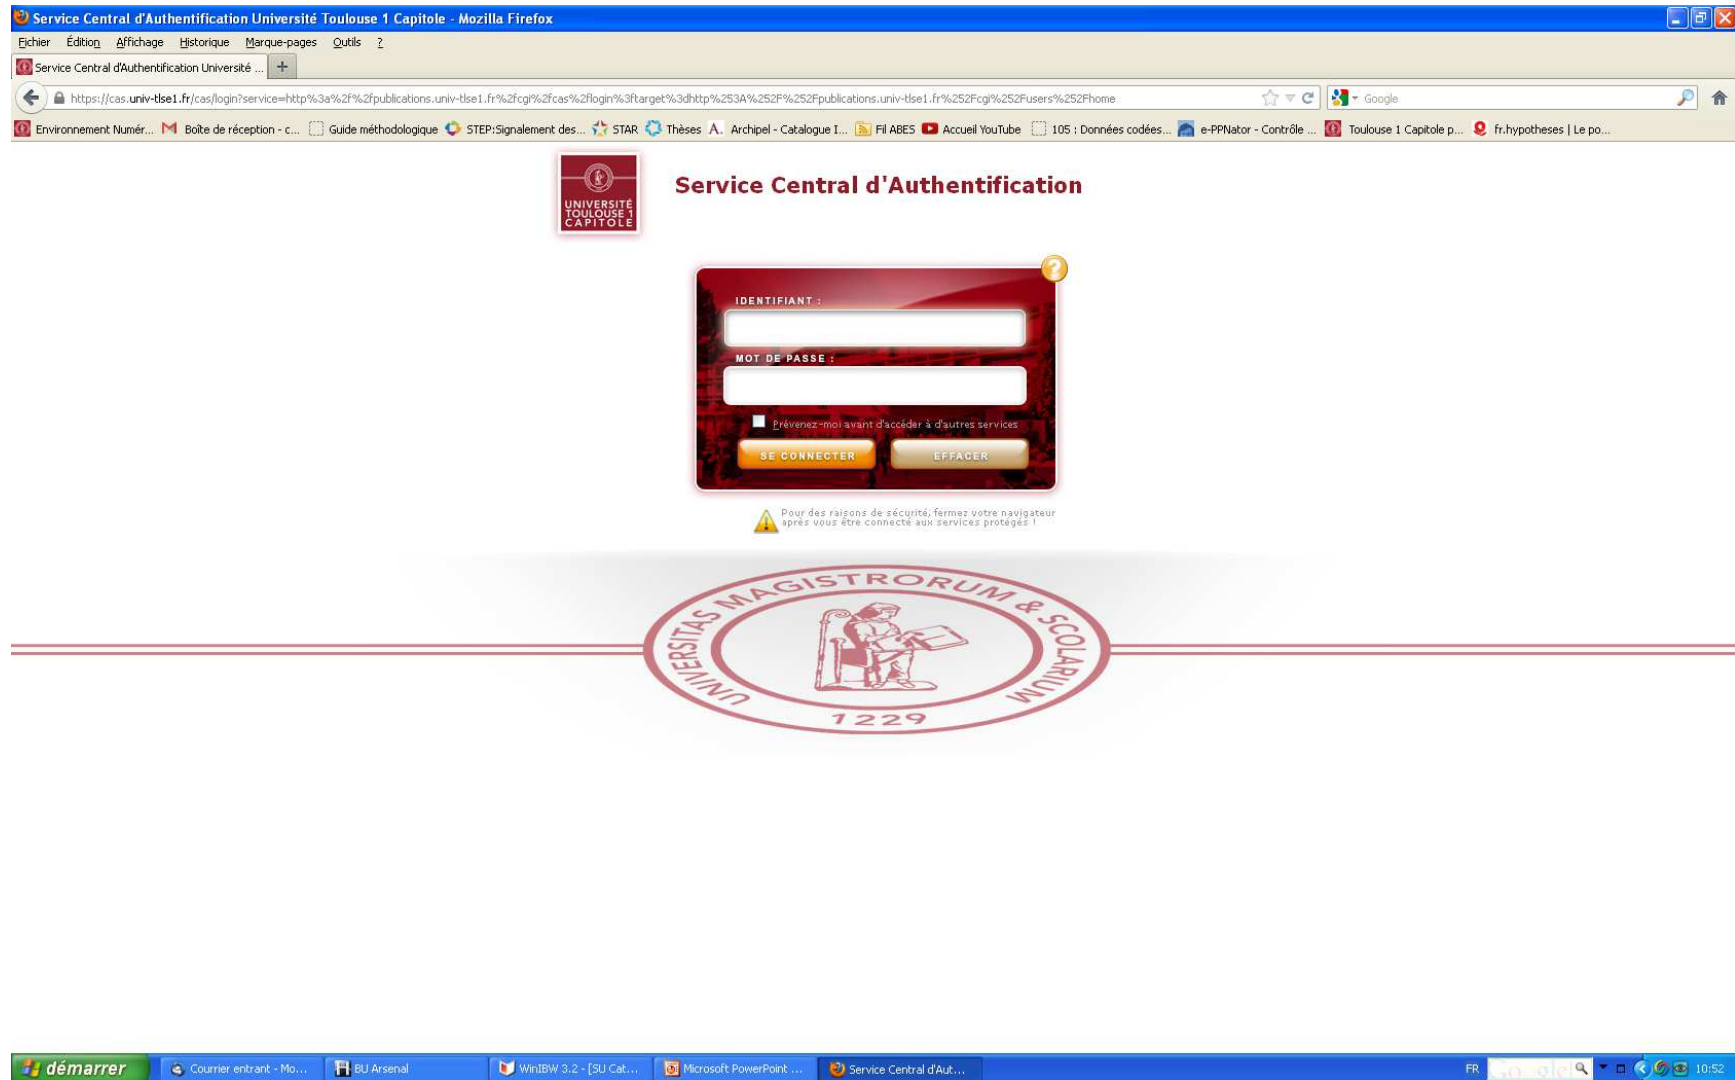 Service Central d'Authentification Université Toulouse 1 Capitole - Mozilla Firefox
Fichier Édition Affichage Historique Marque-pages Outils ?
Service Central d'Authentification Université ... +
https://cas.univ-tlse1.fr/cas/login?service=http%3a%2f%2fpublications.univ-tlse1.fr%2fcgi%2fcas%2flogin%3ftarget%3dhttp%253A%252F%252Fpublications.univ-tlse1.fr%252Fcgi%252Fusers%252Fhome Google
Environnement Numér... Boîte de réception - c... Guide méthodologique STEP:Signalement des... STAR Thèses A. Archipel - Catalogue I... Fil ABES Accueil YouTube 105 : Données codées... e-PPNator - Contrôle ... Toulouse 1 Capitole p... fr.hypotheses | Le po...
UNIVERSITÉ
TOULOUSE 1
CAPITOLE
Service Central d'Authentification
?
IDENTIFIANT :
MOT DE PASSE :
Prévenez-moi avant d'accéder à d'autres services
SE CONNECTER EFFACER
Pour des raisons de sécurité, fermez votre navigateur
après vous être connecté aux services protégés !
UNIVERSITAS MAGISTRORUM & SCOLARIUM
1229
démarrer Courrier entrant - Mo... BU Arsenal WinIBW 3.2 - [SU Cat... Microsoft PowerPoint ... Service Central d'Aut... FR Google 10:52